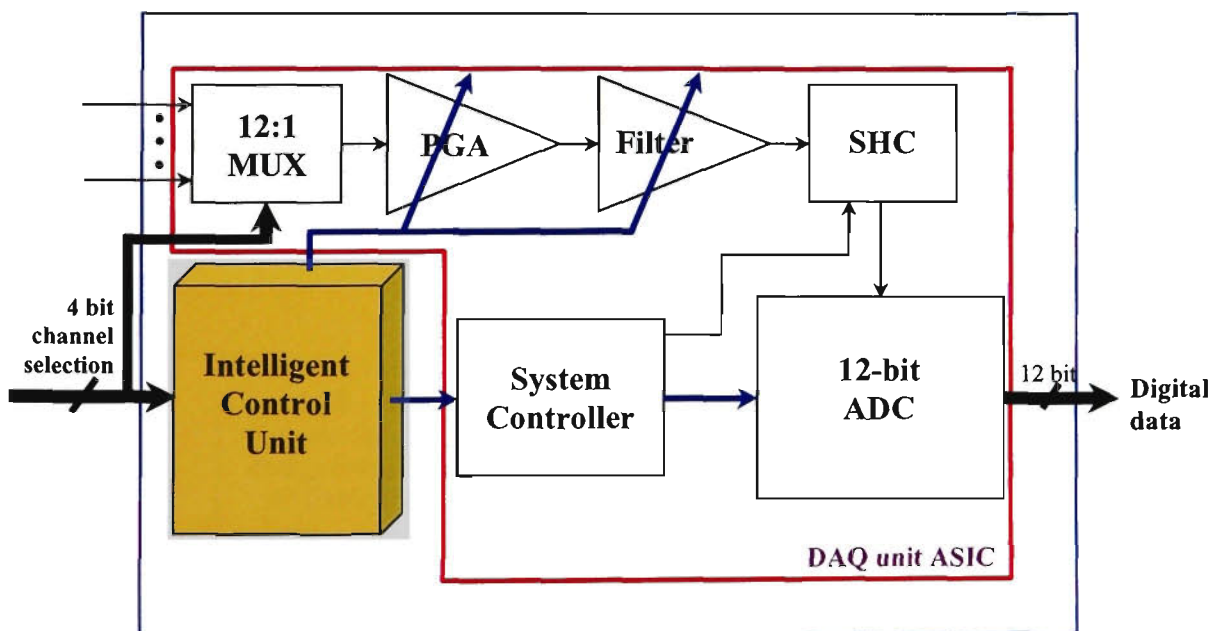 12:1
MUX
PGA
Filter
SHC
4 bit
channel
selection
Intelligent
Control
Unit
System
Controller
12-bit
ADC
12 bit
Digital
data
DAQ unit ASIC